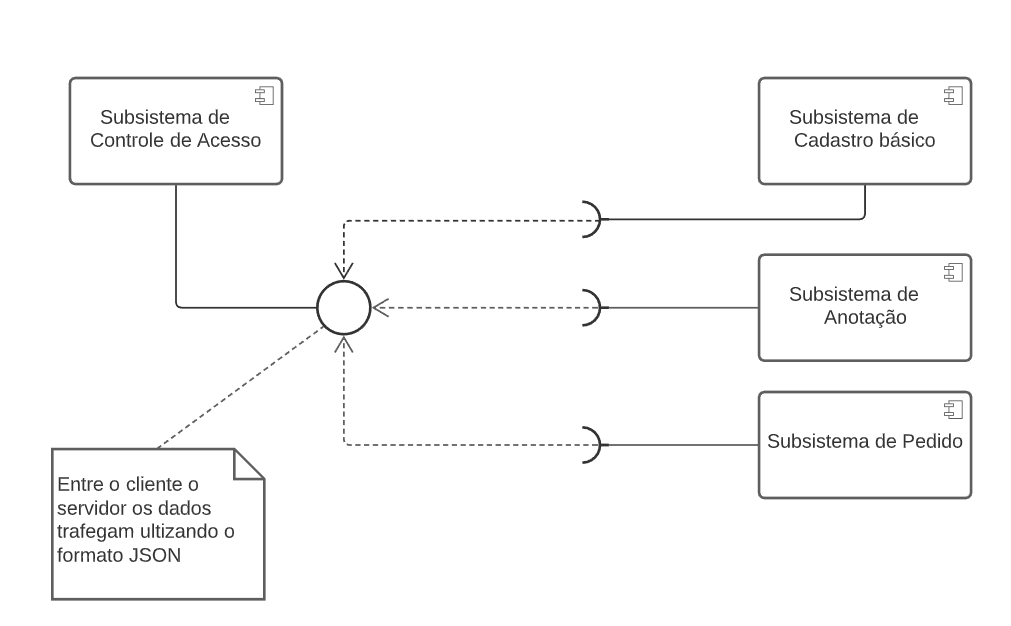 Subsistema de
Controle de Acesso
Subsistema de
Cadastro básico
Subsistema de
Anotação
Subsistema de Pedido
Entre o cliente o
servidor os dados
trafegam ultizando o
formato JSON